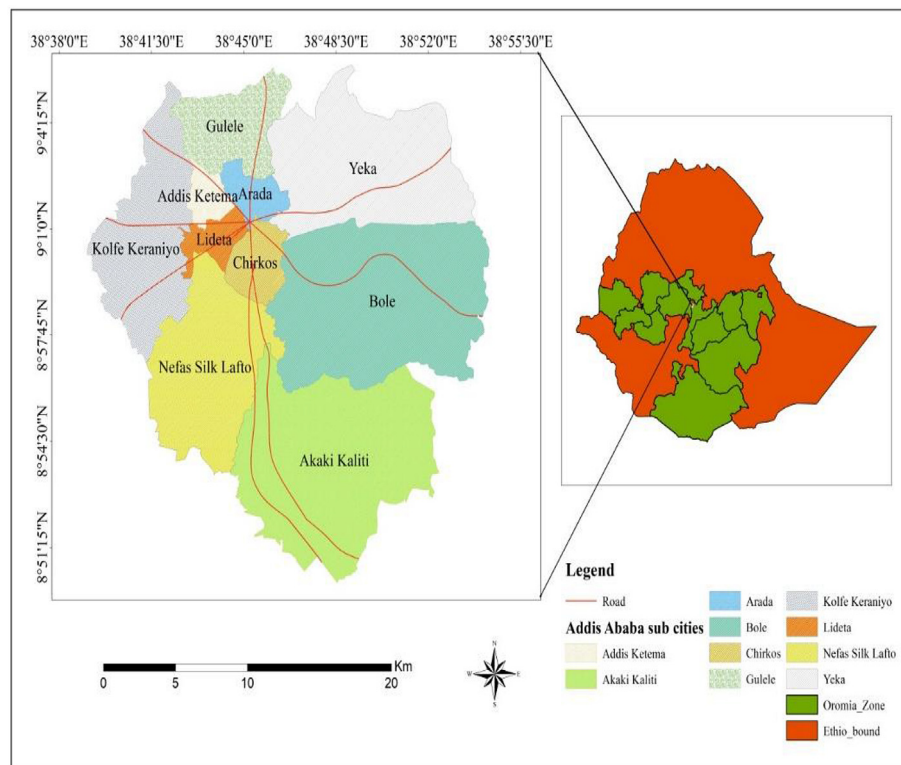 38°38'0"E 38°41'30"E 38°45'0"E 38°48'30"E 38°52'0"E 38°55'30"E
9°4'15"N
9°1'0"N
8°57'45"N
8°54'30"N
8°51'15"N
Gulele
Yeka
Addis Ketema
Arada
Lideta
Kolfe Keraniyo
Chirkos
Bole
Nefas Silk Lafto
Akaki Kaliti
Legend
Road
Addis Ababa sub cities
Addis Ketema
Akaki Kaliti
Arada
Bole
Chirkos
Gulele
Kolfe Keraniyo
Lideta
Nefas Silk Lafto
Yeka
Oromia_Zone
Ethio_bound
Km
0 5 10 20
N
W E
S